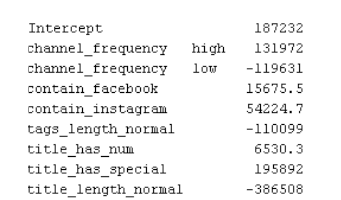 Intercept 187232
channel_frequency high 131972
channel_frequency low -119631
contain_facebook 15675.5
contain_instagram 54224.7
tags_length_normal -110099
title_has_num 6530.3
title_has_special 195892
title_length_normal -386508